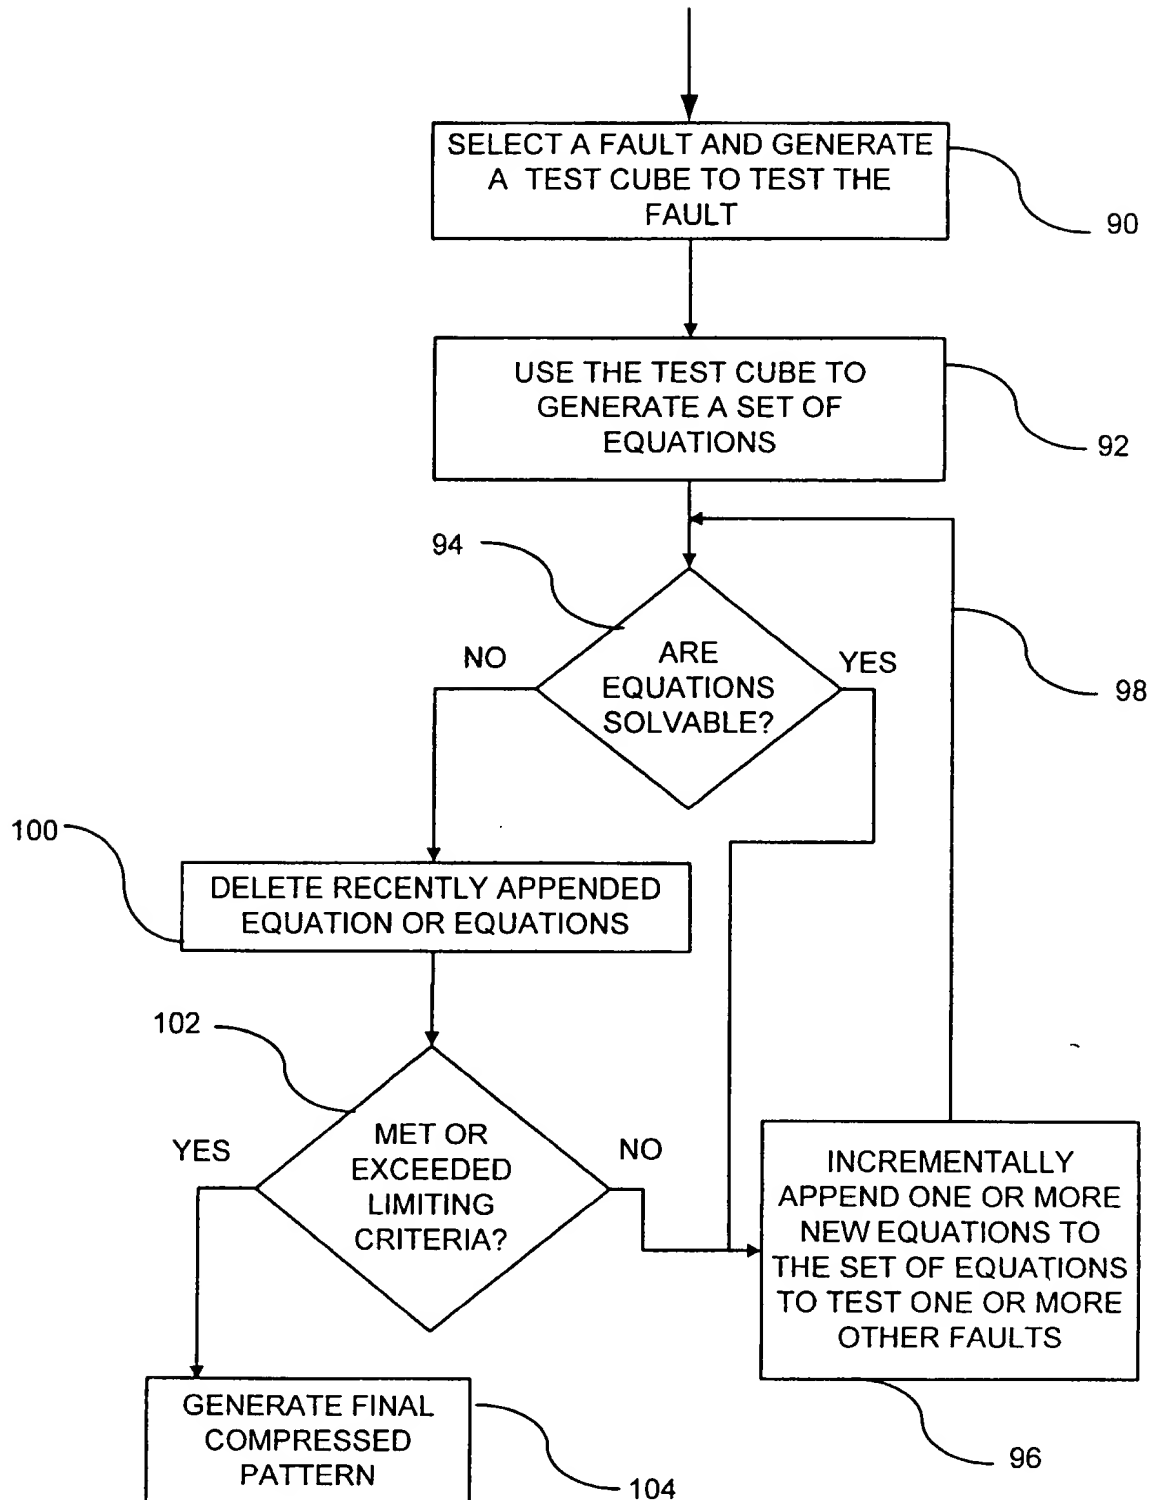 SELECT A FAULT AND GENERATE
A TEST CUBE TO TEST THE
FAULT
90
USE THE TEST CUBE TO
GENERATE A SET OF
EQUATIONS
92
94
NO
ARE
EQUATIONS
SOLVABLE?
YES
98
100
DELETE RECENTLY APPENDED
EQUATION OR EQUATIONS
102
YES
MET OR
EXCEEDED
LIMITING
CRITERIA?
NO
INCREMENTALLY
APPEND ONE OR MORE
NEW EQUATIONS TO
THE SET OF EQUATIONS
TO TEST ONE OR MORE
OTHER FAULTS
96
GENERATE FINAL
COMPRESSED
PATTERN
104